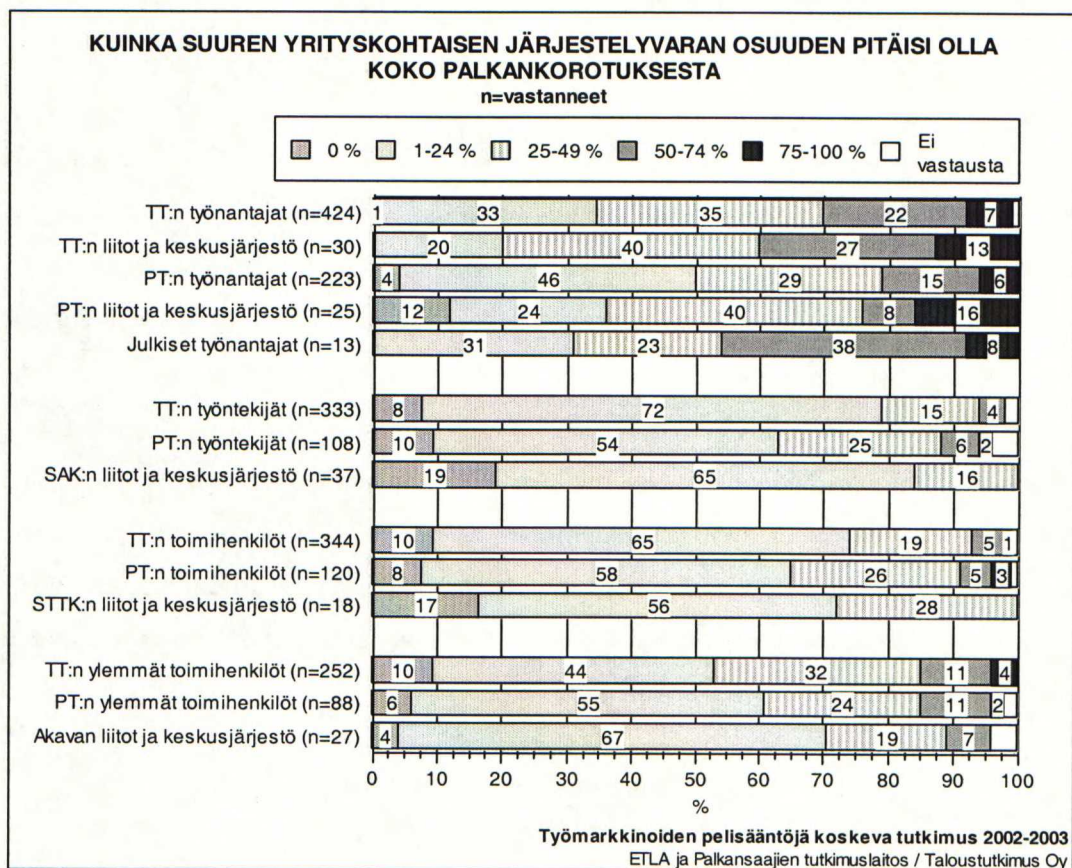 KUINKA SUUREN YRITYSKOHTAISEN JÄRJESTELYVARAN OSUUDEN PITÄISI OLLA
KOKO PALKANKOROTUKSESTA
n=vastanneet
0 % 1-24 % 25-49 % 50-74 % 75-100 % Ei
vastausta
TT:n työnantajat (n=424) 1 33 35 22 7
TT:n liitot ja keskusjärjestö (n=30) 20 40 27 13
PT:n työnantajat (n=223) 4 46 29 15 6
PT:n liitot ja keskusjärjestö (n=25) 12 24 40 8 16
Julkiset työnantajat (n=13) 31 23 38 8
TT:n työntekijät (n=333) 8 72 15 4
PT:n työntekijät (n=108) 10 54 25 6 2
SAK:n liitot ja keskusjärjestö (n=37) 19 65 16
TT:n toimihenkilöt (n=344) 10 65 19 5 1
PT:n toimihenkilöt (n=120) 8 58 26 5 3
STTK:n liitot ja keskusjärjestö (n=18) 17 56 28
TT:n ylemmät toimihenkilöt (n=252) 10 44 32 11 4
PT:n ylemmät toimihenkilöt (n=88) 6 55 24 11 2
Akavan liitot ja keskusjärjestö (n=27) 4 67 19 7
0 10 20 30 40 50 60 70 80 90 100
%
Työmarkkinoiden pelisääntöjä koskeva tutkimus 2002-2003
ETLA ja Palkansaajien tutkimuslaitos / Taloustutkimus Oy